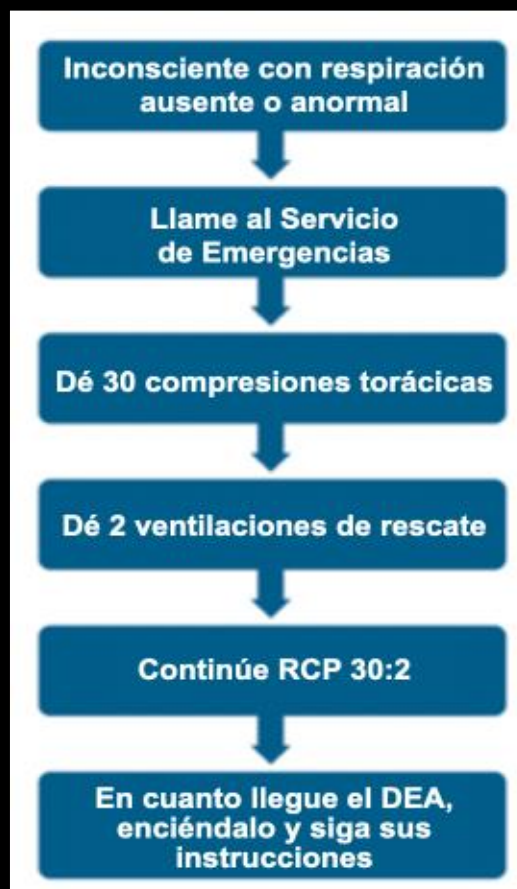 Inconsciente con respiración
ausente o anormal
Llame al Servicio
de Emergencias
Dé 30 compresiones torácicas
Dé 2 ventilaciones de rescate
Continúe RCP 30:2
En cuanto llegue el DEA,
enciéndalo y siga sus
instrucciones